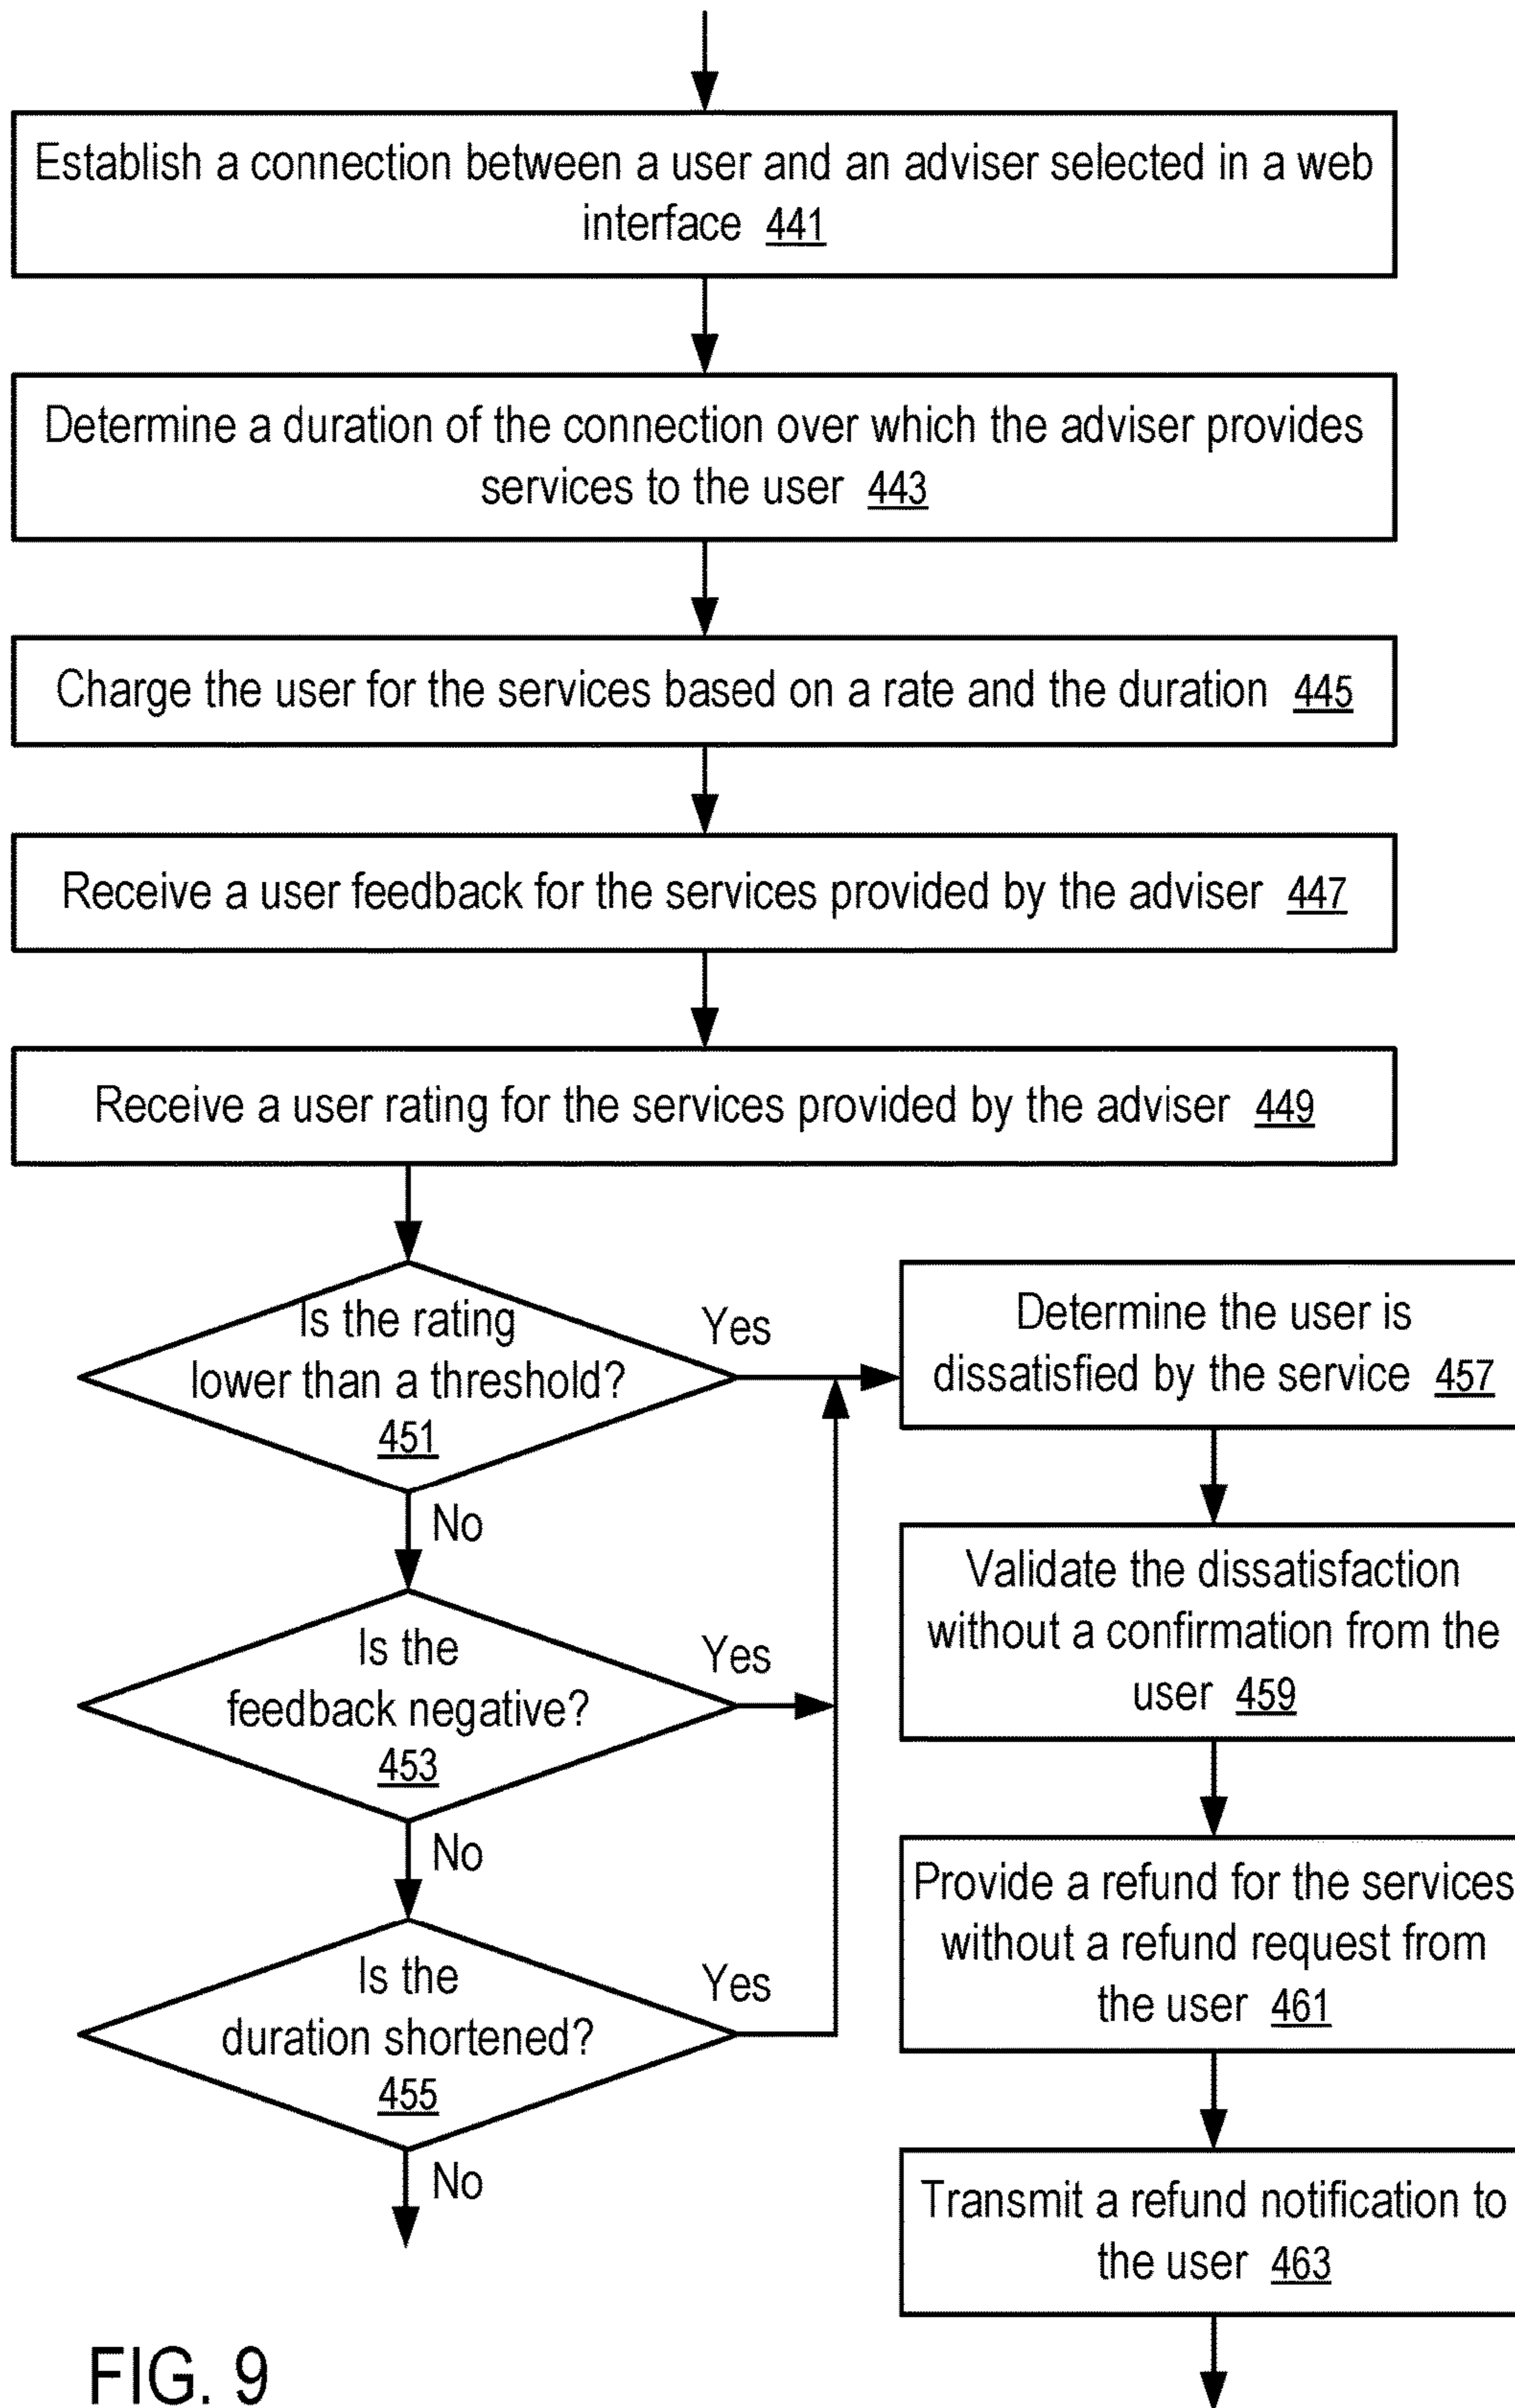 Establish a connection between a user and an adviser selected in a web
interface 441
Determine a duration of the connection over which the adviser provides
services to the user 443
Charge the user for the services based on a rate and the duration 445
Receive a user feedback for the services provided by the adviser 447
Receive a user rating for the services provided by the adviser 449
Is the rating
lower than a threshold?
451
Yes
No
Is the
feedback negative?
453
Yes
No
Is the
duration shortened?
455
Yes
No
Determine the user is
dissatisfied by the service 457
Validate the dissatisfaction
without a confirmation from the
user 459
Provide a refund for the services
without a refund request from
the user 461
Transmit a refund notification to
the user 463
FIG. 9